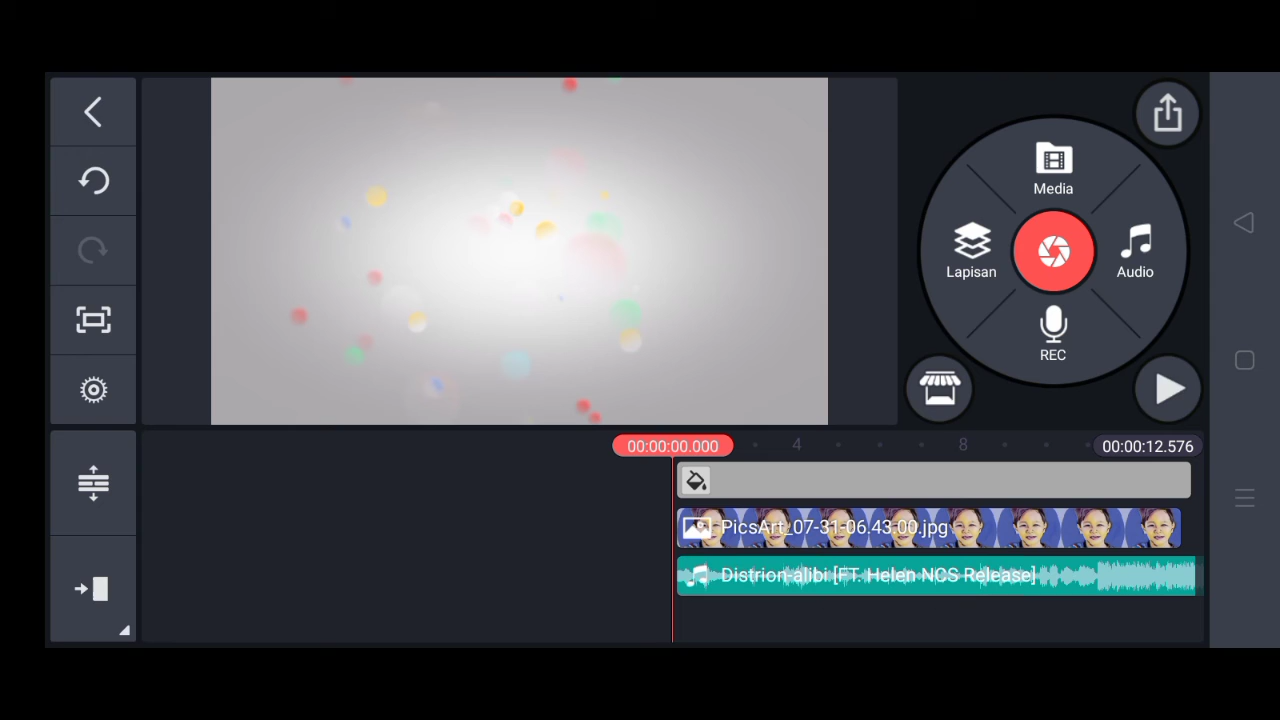 Media
Lapisan
Audio
REC
00:00:00.000
4
8
00:00:12.576
PicsArt_07-31-06.43.00.jpg
Distrion-alibi [FT. Helen NCS Release]